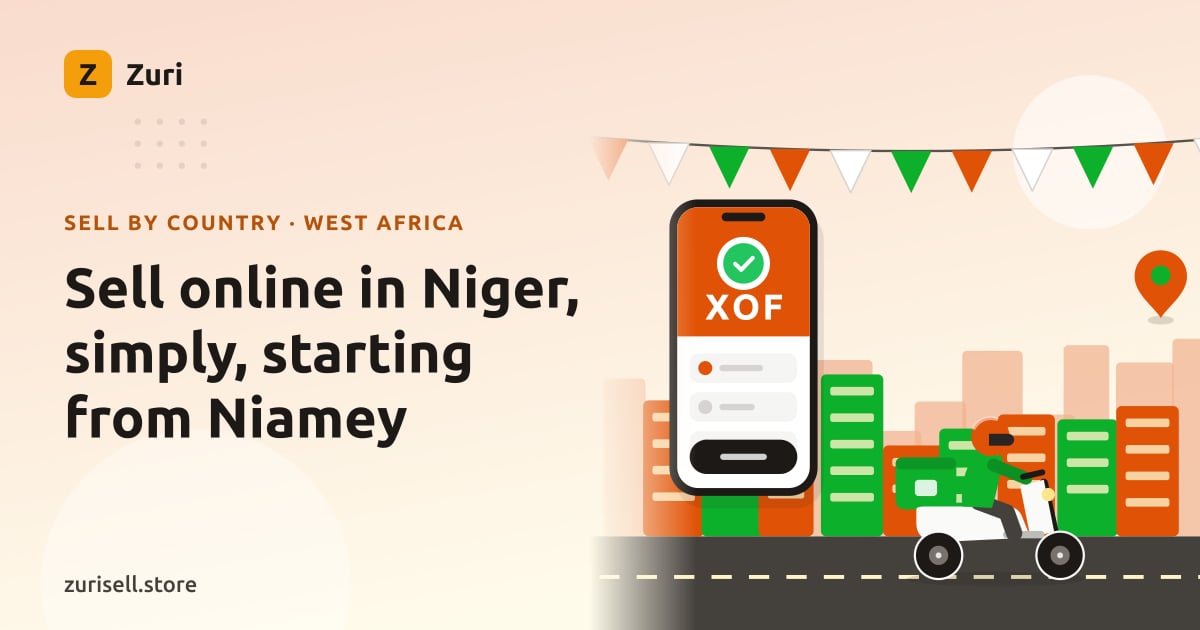 Z Zuri
SELL BY COUNTRY · WEST AFRICA
Sell online in Niger,
simply, starting
from Niamey
XOF
zurisell.store